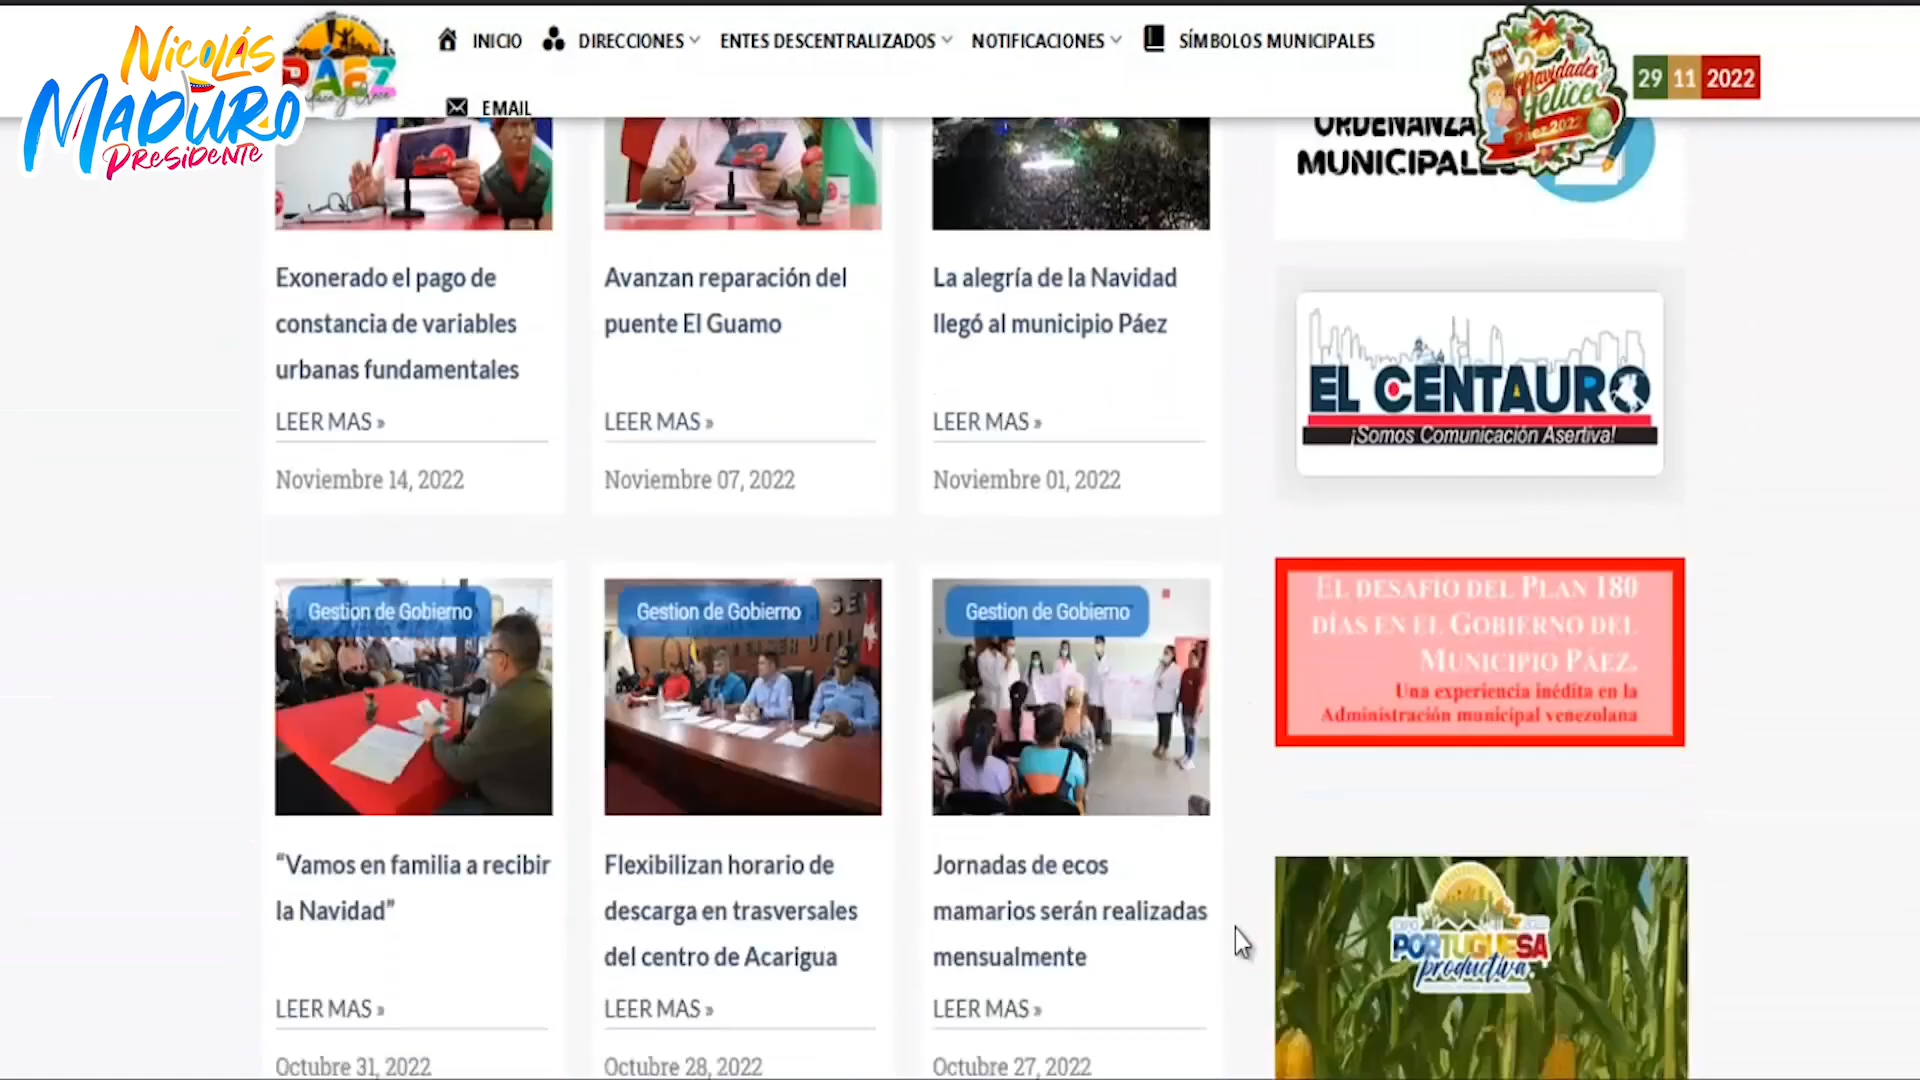 NICOLÁS
MADURO
PRESIDENTE
PÁEZ
INICIO
DIRECCIONES
ENTES DESCENTRALIZADOS
NOTIFICACIONES
SÍMBOLOS MUNICIPALES
EMAIL
Navidades
Felices
Páez 2022
29 11 2022
ORDENANZA
MUNICIPALES
Exonerado el pago de
constancia de variables
urbanas fundamentales
LEER MAS »
Noviembre 14, 2022
Avanzan reparación del
puente El Guamo
LEER MAS »
Noviembre 07, 2022
La alegría de la Navidad
llegó al municipio Páez
LEER MAS »
Noviembre 01, 2022
EL CENTAURO
¡Somos Comunicación Asertiva!
EL DESAFIO DEL PLAN 180
DÍAS EN EL GOBIERNO DEL
MUNICIPIO PÁEZ.
Una experiencia inédita en la
Administración municipal venezolana
Gestion de Gobierno
“Vamos en familia a recibir
la Navidad”
LEER MAS »
Octubre 31, 2022
Gestion de Gobierno
Flexibilizan horario de
descarga en trasversales
del centro de Acarigua
LEER MAS »
Octubre 28, 2022
Gestion de Gobierno
Jornadas de ecos
mamarios serán realizadas
mensualmente
LEER MAS »
Octubre 27, 2022
PORTUGUESA
productiva